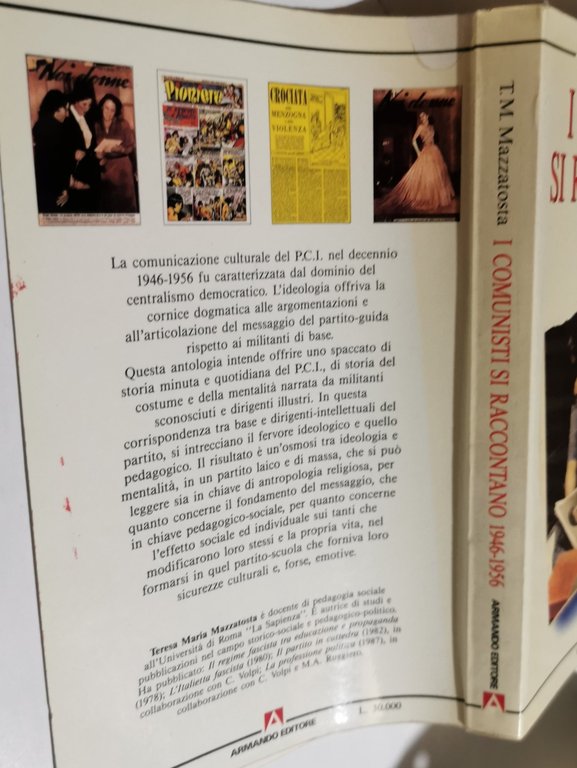 Noi donne
Pioniere
CROCIATA
della
MENZOGNA
e della
VIOLENZA
Noi donne
La comunicazione culturale del P.C.I. nel decennio
1946-1956 fu caratterizzata dal dominio del
centralismo democratico. L'ideologia offriva la
cornice dogmatica alle argomentazioni e
all'articolazione del messaggio del partito-guida
rispetto ai militanti di base.
Questa antologia intende offrire uno spaccato di
storia minuta e quotidiana del P.C.I., di storia del
costume e della mentalità narrata da militanti
sconosciuti e dirigenti illustri. In questa
corrispondenza tra base e dirigenti-intellettuali del
partito, si intrecciano il fervore ideologico e quello
pedagogico. Il risultato è un'osmosi tra ideologia e
mentalità, in un partito laico e di massa, che si può
leggere sia in chiave di antropologia religiosa, per
quanto concerne il fondamento del messaggio, che
in chiave pedagogico-sociale, per quanto concerne
l'effetto sociale ed individuale sui tanti che
modificarono loro stessi e la propria vita, nel
formarsi in quel partito-scuola che forniva loro
sicurezze culturali e, forse, emotive.
Teresa Maria Mazzatosta è docente di pedagogia sociale
all'Università di Roma "La Sapienza". È autrice di studi e
pubblicazioni nel campo storico-sociale e pedagogico-politico.
Ha pubblicato: Il regime fascista tra educazione e propaganda
(1978); L'Italietta fascista (1980); Il partito in cattedra (1982), in
collaborazione con C. Volpi; La professione politica (1987), in
collaborazione con C. Volpi e M.A. Ruggiero.
L. 30.000
ARMANDO EDITORE
T.M. Mazzatosta I COMUNISTI SI RACCONTANO 1946-1956
ARMANDO EDITORE
I
SI